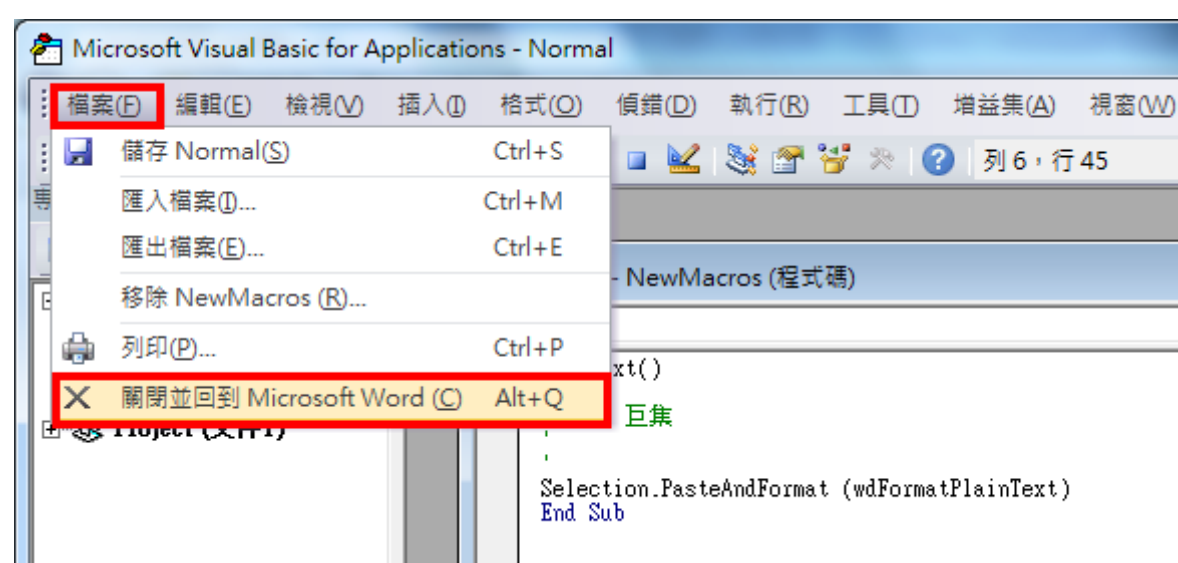 Microsoft Visual Basic for Applications - Normal
檔案(F) 編輯(E) 檢視(V) 插入(I) 格式(O) 偵錯(D) 執行(R) 工具(T) 增益集(A) 視窗(W)
儲存 Normal(S) Ctrl+S
列 6，行 45
匯入檔案(I)... Ctrl+M
匯出檔案(E)... Ctrl+E
- NewMacros (程式碼)
移除 NewMacros (R)...
列印(P)... Ctrl+P
xt()
關閉並回到 Microsoft Word (C) Alt+Q
巨集
'
'
Selection.PasteAndFormat (wdFormatPlainText)
End Sub